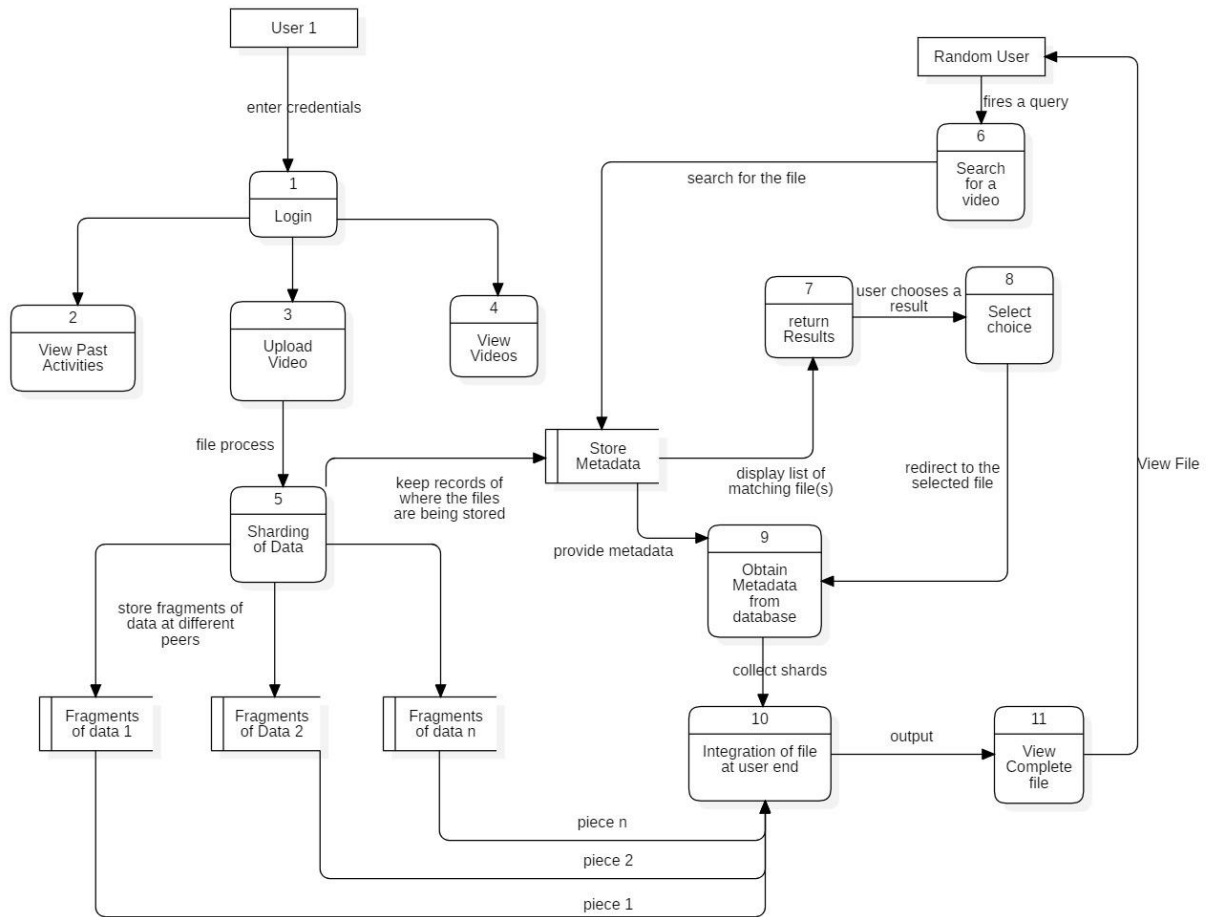 User 1
enter credentials
1
Login
2
View Past
Activities
3
Upload
Video
4
View
Videos
file process
5
Sharding
of Data
keep records of
where the files
are being stored
store fragments of
data at different
peers
Fragments
of data 1
Fragments
of Data 2
Fragments
of data n
Random User
fires a query
6
Search
for a
video
search for the file
Store
Metadata
display list of
matching file(s)
7
return
Results
user chooses a
result
8
Select
choice
redirect to the
selected file
provide metadata
9
Obtain
Metadata
from
database
collect shards
10
Integration of file
at user end
output
11
View
Complete
file
View File
piece n
piece 2
piece 1